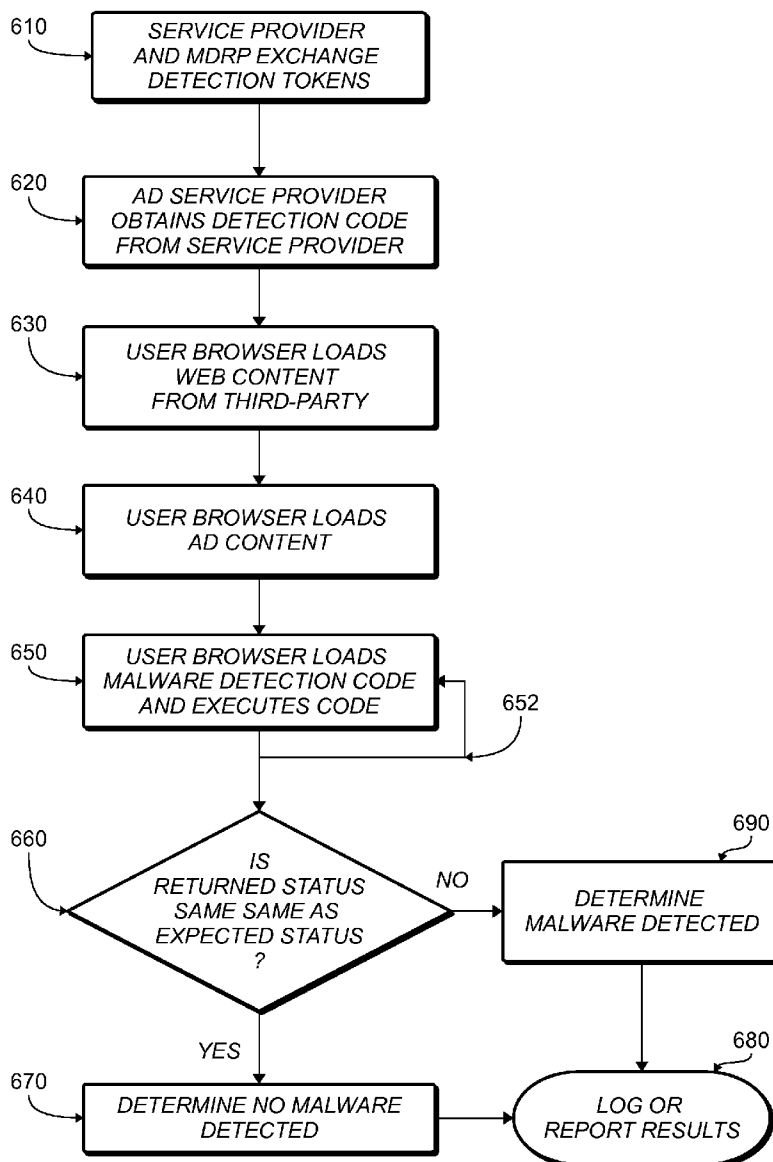 610
SERVICE PROVIDER
AND MDRP EXCHANGE
DETECTION TOKENS
620
AD SERVICE PROVIDER
OBTAINS DETECTION CODE
FROM SERVICE PROVIDER
630
USER BROWSER LOADS
WEB CONTENT
FROM THIRD-PARTY
640
USER BROWSER LOADS
AD CONTENT
650
USER BROWSER LOADS
MALWARE DETECTION CODE
AND EXECUTES CODE
652
660
IS
RETURNED STATUS
SAME SAME AS
EXPECTED STATUS
?
NO
690
DETERMINE
MALWARE DETECTED
YES
670
DETERMINE NO MALWARE
DETECTED
680
LOG OR
REPORT RESULTS